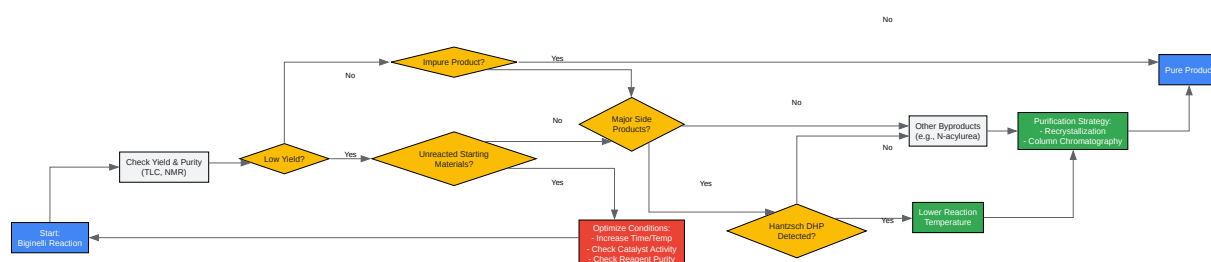 No
Impure Product?
Yes
No
Pure Produc
Major Side
Products?
No
No
Other Byproducts
(e.g., N-acylurea)
No
Purification Strategy:
- Recrystallization
- Column Chromatography
Check Yield & Purity
(TLC, NMR)
Low Yield?
Yes
Unreacted Starting
Materials?
Yes
Yes
Start:
Biginelli Reaction
Optimize Conditions:
- Increase Time/Temp
- Check Catalyst Activity
- Check Reagent Purity
Hantzsch DHP
Detected?
Yes
Lower Reaction
Temperature